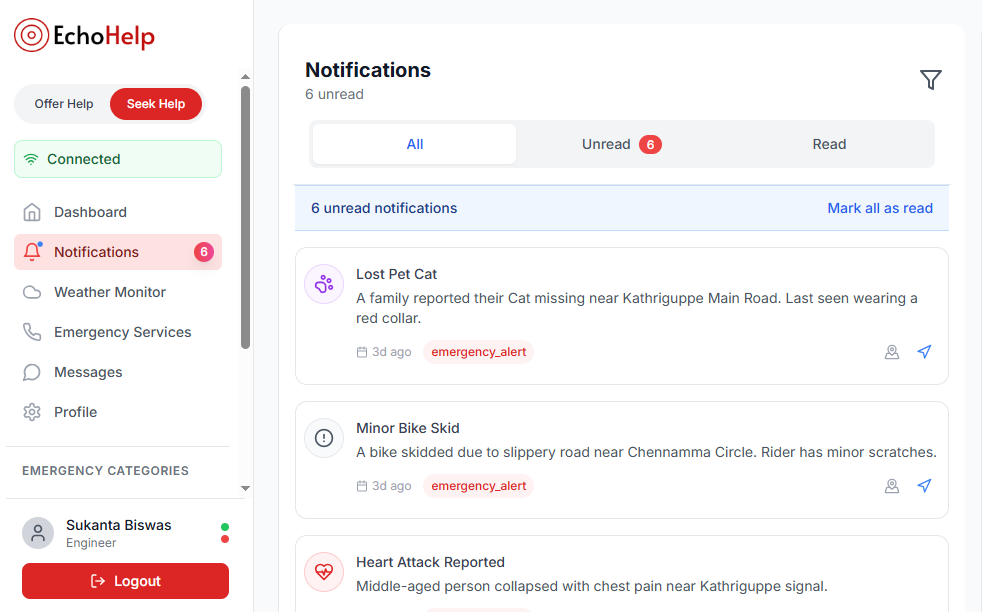 EchoHelp
Offer Help
Seek Help
Connected
Dashboard
Notifications
6
Weather Monitor
Emergency Services
Messages
Profile
EMERGENCY CATEGORIES
Sukanta Biswas
Engineer
Logout
Notifications
6 unread
All
Unread 6
Read
6 unread notifications
Mark all as read
Lost Pet Cat
A family reported their Cat missing near Kathriguppe Main Road. Last seen wearing a
red collar.
3d ago
emergency_alert
Minor Bike Skid
A bike skidded due to slippery road near Chennamma Circle. Rider has minor scratches.
3d ago
emergency_alert
Heart Attack Reported
Middle-aged person collapsed with chest pain near Kathriguppe signal.